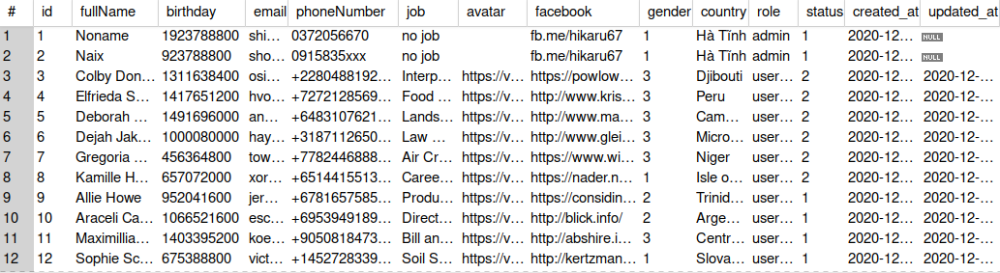 # id fullName birthday email phoneNumber job avatar facebook gender country role status created_at updated_at
1 1 Noname 1923788800 shi... 0372056670 no job fb.me/hikaru67 1 Hà Tĩnh admin 1 2020-12... NULL
2 2 Naix 923788800 sho... 0915835xxx no job fb.me/hikaru67 1 Hà Tĩnh admin 1 2020-12... NULL
3 3 Colby Don... 1311638400 osi... +2280488192... Interp... https://v... https://powlow... 3 Djibouti user... 2 2020-12... 2020-12-...
4 4 Elfrieda S... 1417651200 hvo... +7272128569... Food ... https://v... http://www.kris... 3 Peru user... 2 2020-12... 2020-12-...
5 5 Deborah ... 1491696000 an... +6483107621... Lands... https://v... http://www.ma... 3 Cam... user... 2 2020-12... 2020-12-...
6 6 Dejah Jak... 1000080000 hay... +3187112650... Law ... https://v... http://www.glei... 3 Micro... user... 2 2020-12... 2020-12-...
7 7 Gregoria ... 456364800 tow... +7782446888... Air Cr... https://v... https://www.wi... 3 Niger user... 2 2020-12... 2020-12-...
8 8 Kamille H... 657072000 xor... +6514415513... Caree... https://v... https://nader.n... 1 Isle o... user... 2 2020-12... 2020-12-...
9 9 Allie Howe 952041600 jer... +6781657585... Produ... https://v... https://considin... 2 Trinid... user... 1 2020-12... 2020-12-...
10 10 Araceli Ca... 1066521600 esc... +6953949189... Direct... https://v... http://blick.info/ 2 Arge... user... 1 2020-12... 2020-12-...
11 11 Maximillia... 1403395200 koe... +9050818473... Bill an... https://v... http://abshire.i... 3 Centr... user... 1 2020-12... 2020-12-...
12 12 Sophie Sc... 675388800 vict... +1452728339... Soil S... https://v... http://kertzman... 1 Slova... user... 1 2020-12... 2020-12-...